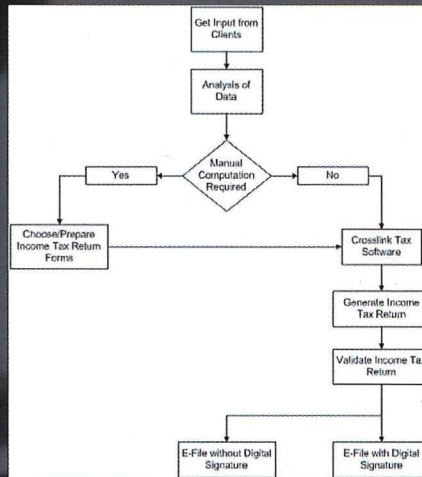 Get Input from
Clients
Analysis of
Data
Manual
Computation
Required
Yes
No
Choose/Prepare
Income Tax Return
Forms
Crosslink Tax
Software
Generate Income
Tax Return
Validate Income Tax
Return
E-File without Digital
Signature
E-File with Digital
Signature